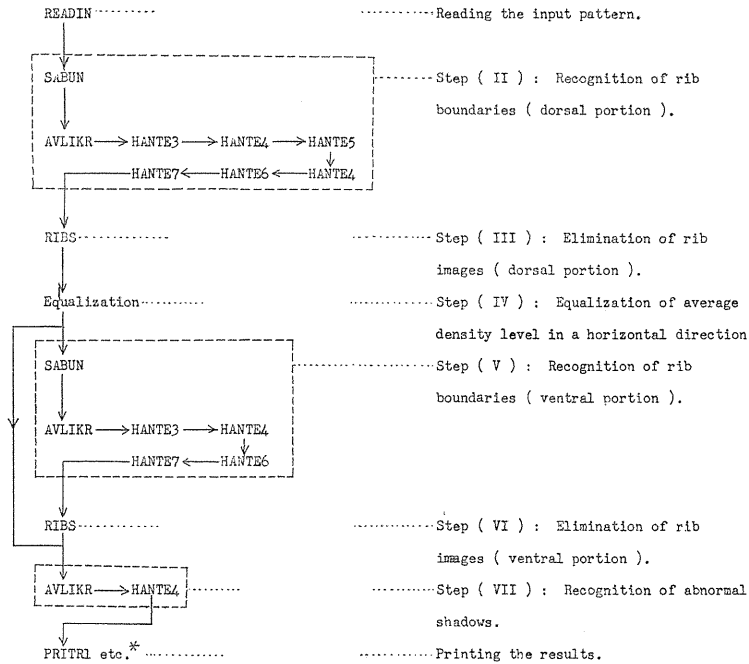 READIN Reading the input pattern.
SABUN Step ( II ) : Recognition of rib
boundaries ( dorsal portion ).
AVLIKR HANTE3 HANTE4 HANTE5
HANTE7 HANTE6 HANTE4
RIBS Step ( III ) : Elimination of rib
images ( dorsal portion ).
Equalization Step ( IV ) : Equalization of average
density level in a horizontal direction
SABUN Step ( V ) : Recognition of rib
boundaries ( ventral portion ).
AVLIKR HANTE3 HANTE4
HANTE7 HANTE6
RIBS Step ( VI ) : Elimination of rib
images ( ventral portion ).
AVLIKR HANTE4 Step ( VII ) : Recognition of abnormal
shadows.
PRITR1 etc.* Printing the results.